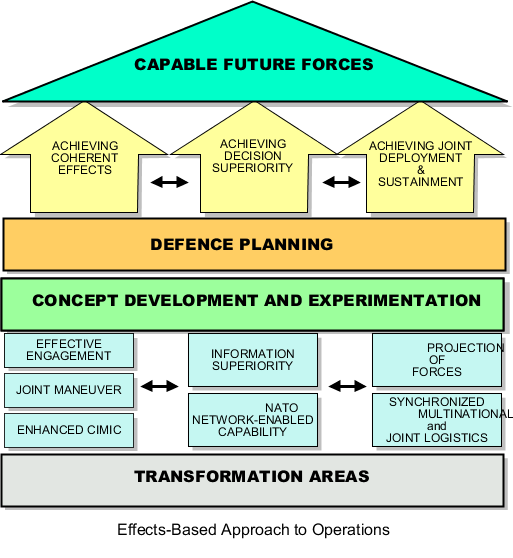 CAPABLE FUTURE FORCES
ACHIEVING
COHERENT
EFFECTS
ACHIEVING
DECISION
SUPERIORITY
ACHIEVING JOINT
DEPLOYMENT
&
SUSTAINMENT
DEFENCE PLANNING
CONCEPT DEVELOPMENT AND EXPERIMENTATION
EFFECTIVE
ENGAGEMENT
JOINT MANEUVER
ENHANCED CIMIC
INFORMATION
SUPERIORITY
NATO
NETWORK-ENABLED
CAPABILITY
PROJECTION
OF
FORCES
SYNCHRONIZED
MULTINATIONAL
and
JOINT LOGISTICS
TRANSFORMATION AREAS
Effects-Based Approach to Operations